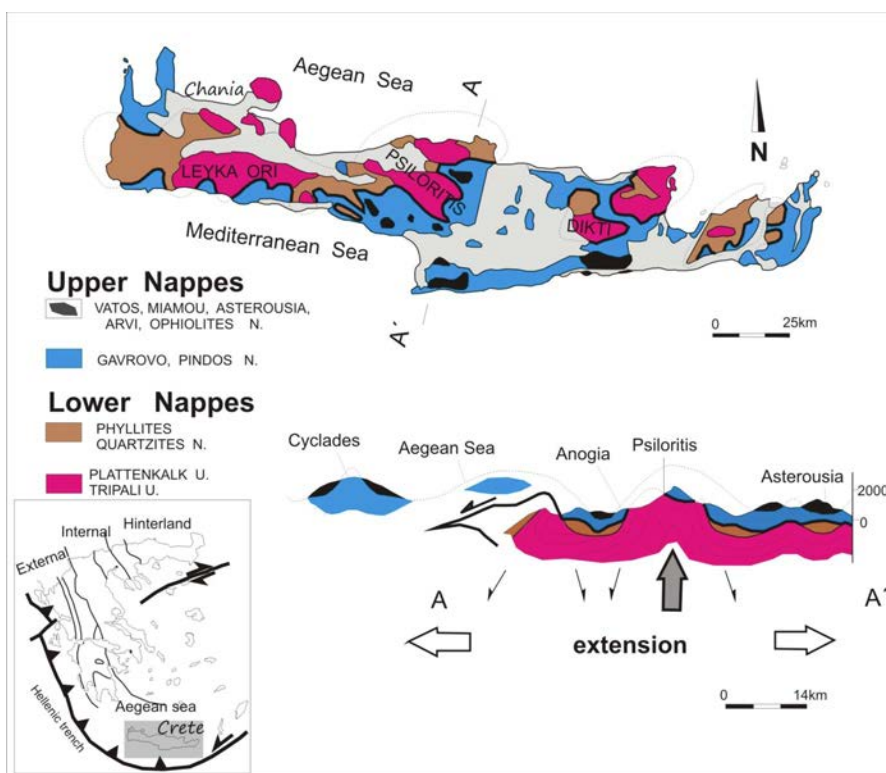 Aegean Sea
Chania
A
N
PSILORITIS
LEYKA ORI
DIKTI
Mediterranean Sea
A´
0 25km
Upper Nappes
VATOS, MIAMOU, ASTEROUSIA,
ARVI, OPHIOLITES N.
GAVROVO, PINDOS N.
Lower Nappes
PHYLLITES
QUARTZITES N.
PLATTENKALK U.
TRIPALI U.
Cyclades
Aegean Sea
Anogia
Psiloritis
Asterousia
2000
0
A
A´
extension
0 14km
Hinterland
Internal
External
Hellenic trench
Aegean sea
Crete